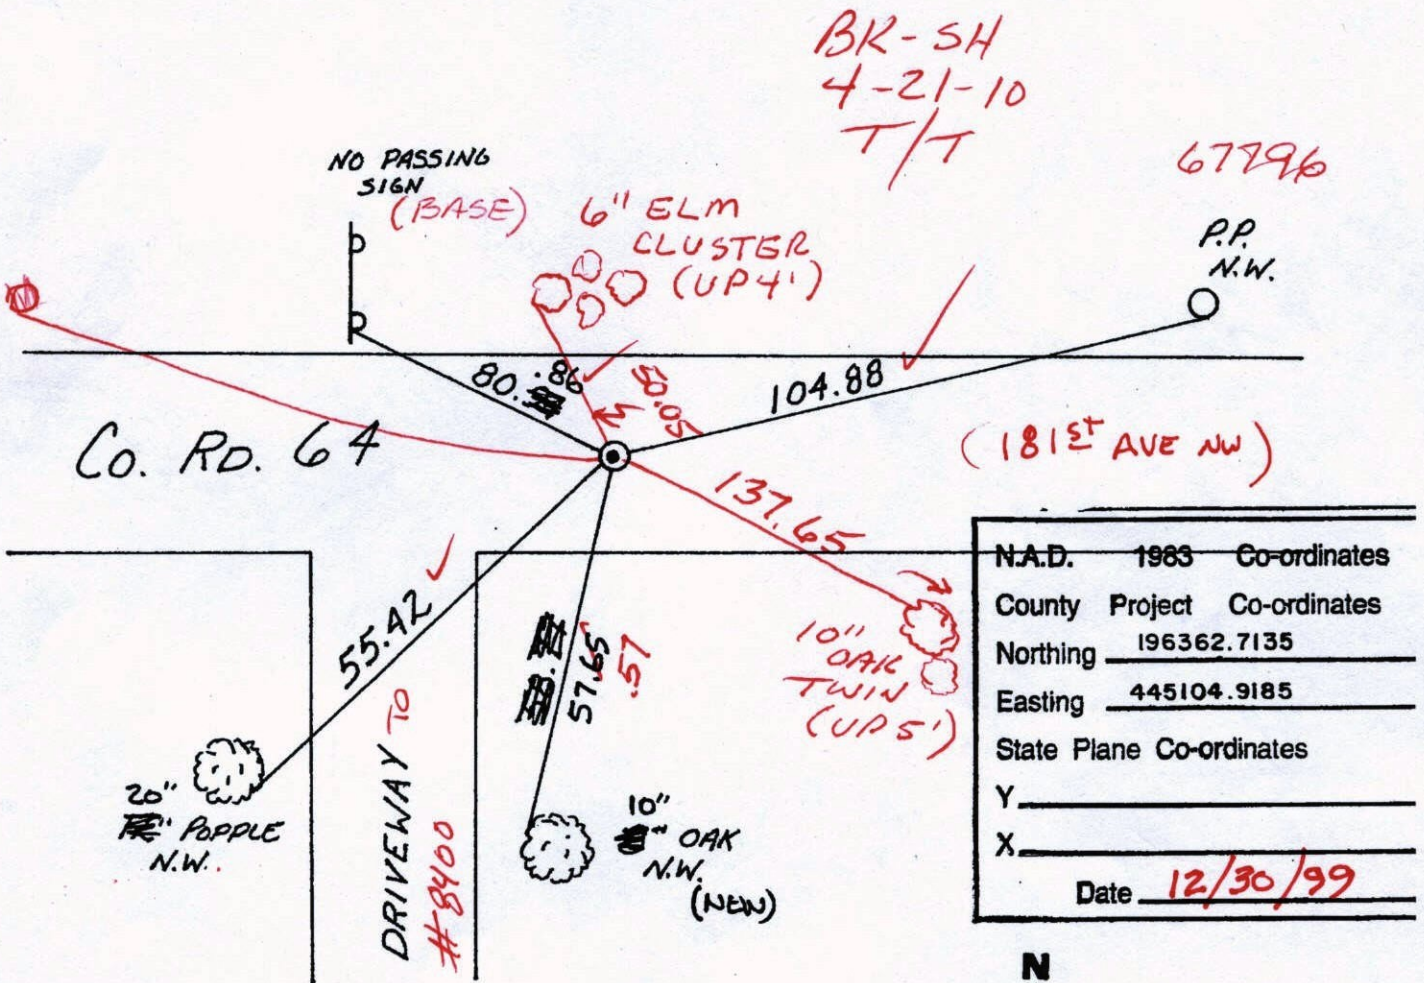 BR-SH
4-21-10
T/T
67896
NO PASSING
SIGN
(BASE)
6" ELM
CLUSTER
(UP 4')
P.P.
N.W.
80.
.86
50.05
104.88
CO. RD. 64
(181ST AVE NW)
137.65
55.42
57.65
.57
10"
OAK
TWIN
(UP 5')
20"
POPPLE
N.W.
DRIVEWAY TO
#8400
10"
OAK
N.W.
(NEW)
N.A.D. 1983 Co-ordinates
County Project Co-ordinates
Northing 196362.7135
Easting 445104.9185
State Plane Co-ordinates
Y
X
Date 12/30/99
N